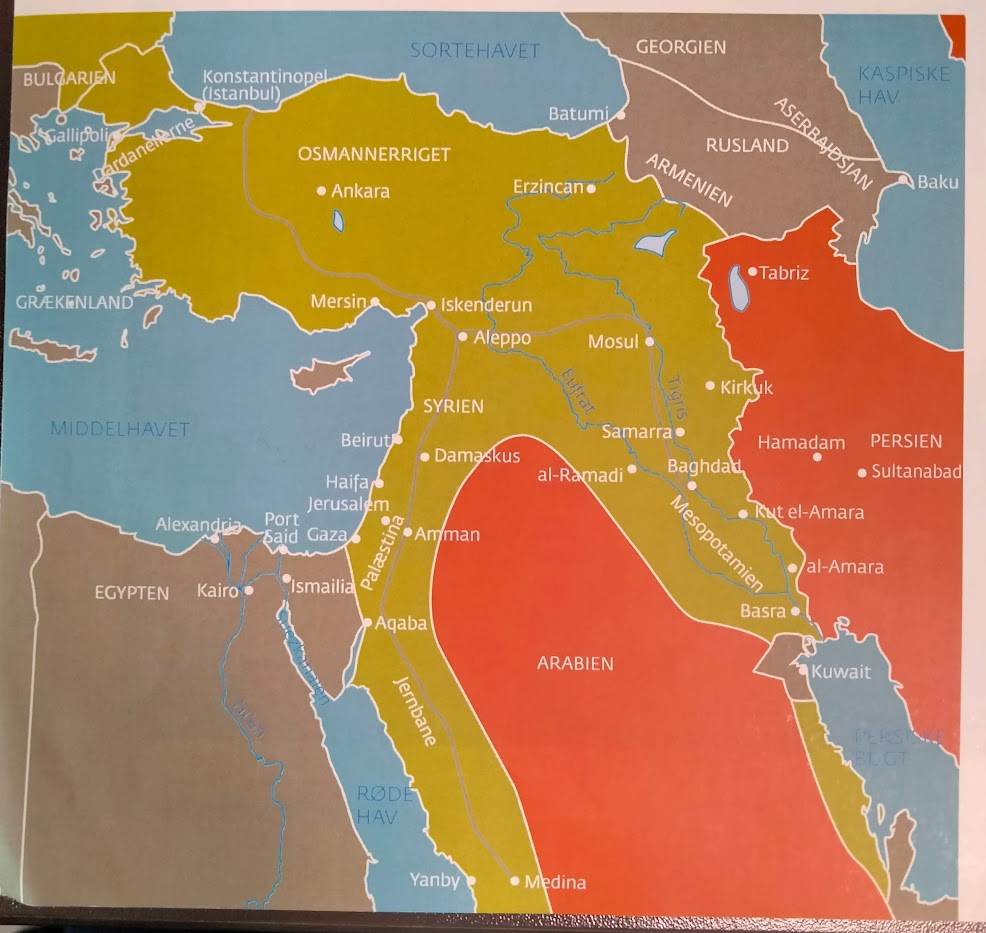 SORTEHAVET
GEORGIEN
KASPISKE
HAV
BULGARIEN
Konstantinopel
(Istanbul)
Batumi
ASERBAJDSJAN
Gallipoli
Dardanellerne
RUSLAND
OSMANNERRIGET
ARMENIEN
Ankara
Erzincan
Baku
Tabriz
GRÆKENLAND
Mersin
Iskenderun
Aleppo
Mosul
Eufrat
Tigris
Kirkuk
SYRIEN
MIDDELHAVET
Beirut
Samarra
Hamadam
PERSIEN
Damaskus
al-Ramadi
Baghdad
Sultanabad
Haifa
Jerusalem
Alexandria
Port
Said
Gaza
Palæstina
Amman
Kut el-Amara
Mesopotamien
EGYPTEN
Kairo
Ismailia
al-Amara
Basra
Aqaba
Suezkanalen
ARABIEN
Kuwait
Jernbane
PERSISKE
BUGT
RØDE
HAV
Yanby
Medina